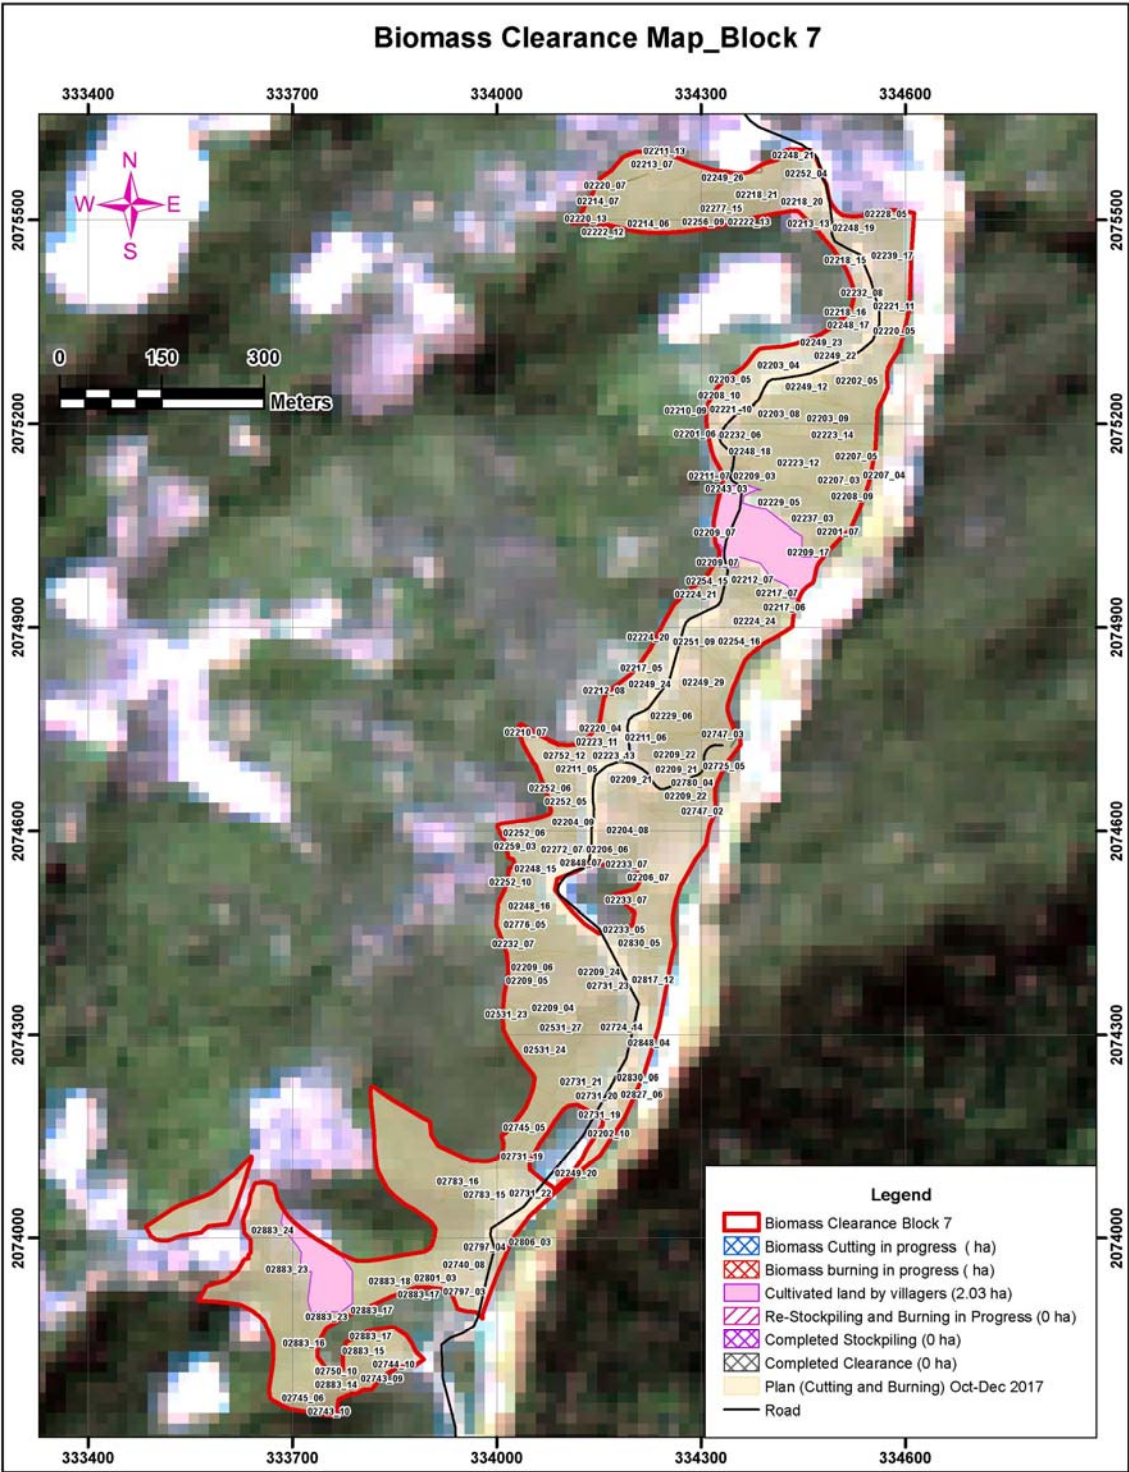 Biomass Clearance Map_Block 7
333400 333700 334000 334300 334600
N
W E
S
0 150 300
Meters
2075500 2075500
2075200 2075200
2074900 2074900
2074600 2074600
2074300 2074300
2074000 2074000
02211_13 02248_21
02213_07 02252_04
02220_07 02249_26
02214_07 02218_21 02218_20
02277_15 02228_05
02220_13 02214_06 02256_09 02222_13 02213_13
02222_12 02248_19
02239_17
02218_15
02232_08
02221_11
02218_16
02248_17 02220_05
02249_23
02249_22
02203_04
02203_05 02249_12 02202_05
02208_10
02210_09 02221_10 02203_08 02203_09
02201_06 02232_06 02223_14
02248_18 02207_05
02223_12
02211_07 02209_03 02207_03 02207_04
02243_03 02208_09
02229_05
02237_03
02209_07 02201_07
02209_17
02209_07
02254_15 02212_07
02224_21 02217_07
02217_06
02224_24
02224_20 02251_09 02254_16
02217_05
02249_24 02249_29
02212_08
02229_06
02210_07 02220_04 02747_03
02223_11 02211_06
02752_12 02223_13 02209_22
02211_05 02209_21 02725_05
02209_21 02780_04
02252_06 02209_22
02252_05 02747_02
02204_09
02252_06 02204_08
02259_03 02272_07 02206_06
02848_07 02233_07
02248_15
02252_10 02206_07
02248_16 02233_07
02776_05
02233_05
02232_07 02830_05
02209_06 02209_24
02209_05 02731_23 02817_12
02209_04
02531_23
02531_27 02724_14
02531_24 02848_04
02731_21 02830_06
02731_20 02827_06
02731_19
02745_05 02202_10
02731_19
02249_20
02783_16
02783_15 02731_22
02883_24
02797_04 02806_03
02883_23 02740_08
02883_18 02801_03
02883_17 02797_03
02883_23 02883_17
02883_16 02883_17
02883_15
02750_10 02744_10
02883_14 02743_09
02745_06
02743_10
Legend
Biomass Clearance Block 7
Biomass Cutting in progress ( ha)
Biomass burning in progress ( ha)
Cultivated land by villagers (2.03 ha)
Re-Stockpiling and Burning in Progress (0 ha)
Completed Stockpiling (0 ha)
Completed Clearance (0 ha)
Plan (Cutting and Burning) Oct-Dec 2017
Road
333400 333700 334000 334300 334600